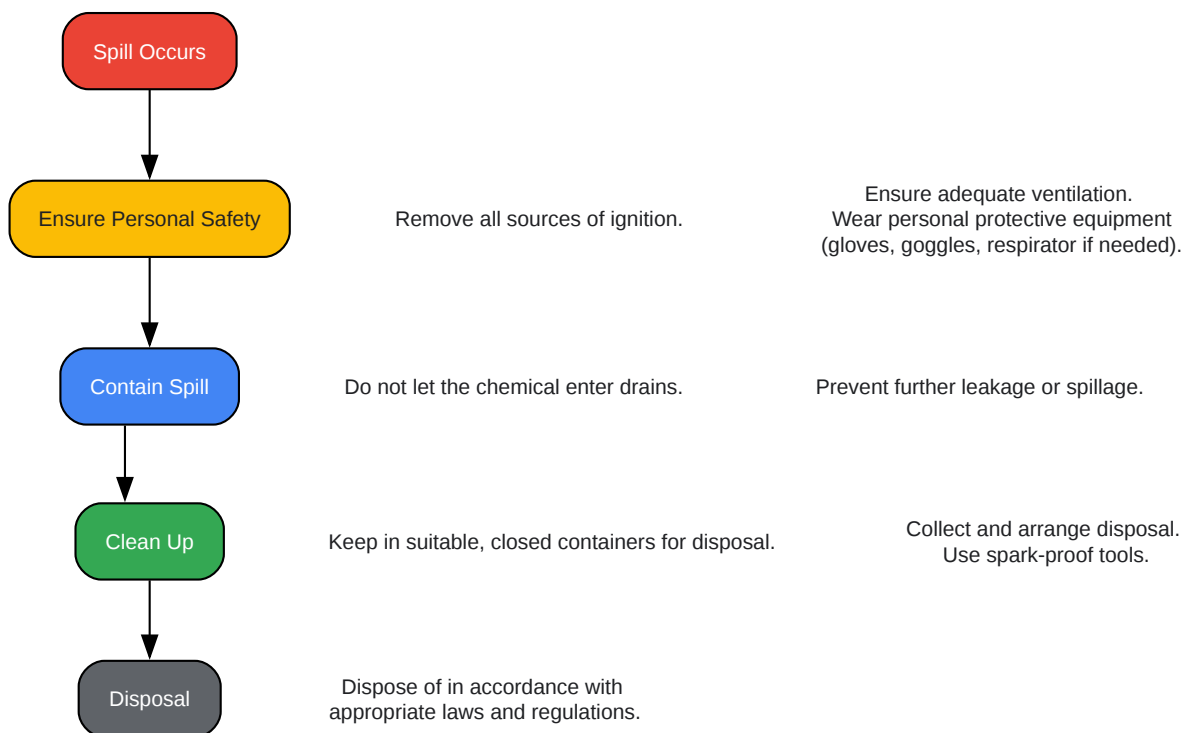 Spill Occurs
Ensure Personal Safety
Remove all sources of ignition.
Ensure adequate ventilation.
Wear personal protective equipment
(gloves, goggles, respirator if needed).
Contain Spill
Do not let the chemical enter drains.
Prevent further leakage or spillage.
Clean Up
Keep in suitable, closed containers for disposal.
Collect and arrange disposal.
Use spark-proof tools.
Disposal
Dispose of in accordance with
appropriate laws and regulations.